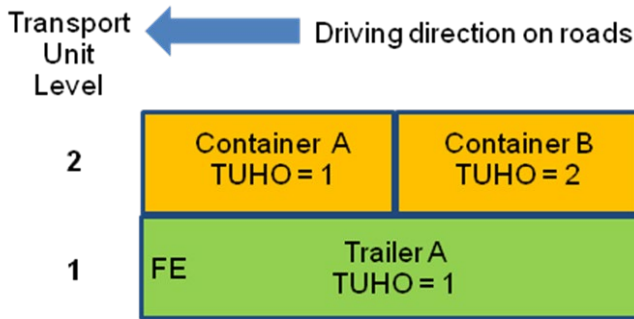 Transport
Unit
Level
Driving direction on roads
2
Container A
TUHO = 1
Container B
TUHO = 2
1
FE
Trailer A
TUHO = 1